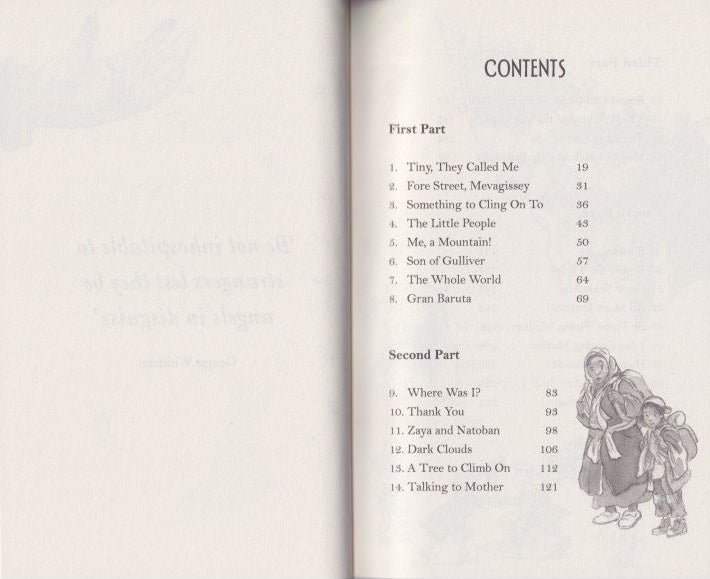 CONTENTS
First Part
1. Tiny, They Called Me 19
2. Fore Street, Mevagissey 31
3. Something to Cling On To 36
4. The Little People 43
5. Me, a Mountain! 50
6. Son of Gulliver 57
7. The Whole World 64
8. Gran Baruta 69
Second Part
9. Where Was I? 83
10. Thank You 93
11. Zaya and Natoban 98
12. Dark Clouds 106
13. A Tree to Climb On 112
14. Talking to Mother 121